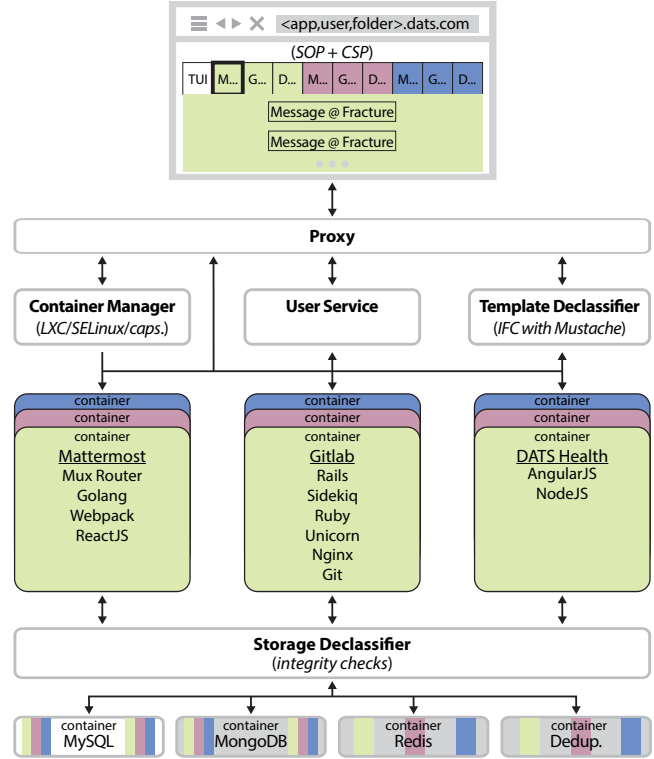 <app,user,folder>.dats.com
(SOP + CSP)
TUI M... G... D... M... G... D... M... G... D...
Message @ Fracture
Message @ Fracture
Proxy
Container Manager
(LXC/SELinux/caps.)
User Service
Template Declassifier
(IFC with Mustache)
container
container
container
Mattermost
Mux Router
Golang
Webpack
ReactJS
container
container
container
Gitlab
Rails
Sidekiq
Ruby
Unicorn
Nginx
Git
container
container
container
DATS Health
AngularJS
NodeJS
Storage Declassifier
(integrity checks)
container
MySQL
container
MongoDB
container
Redis
container
Dedup.